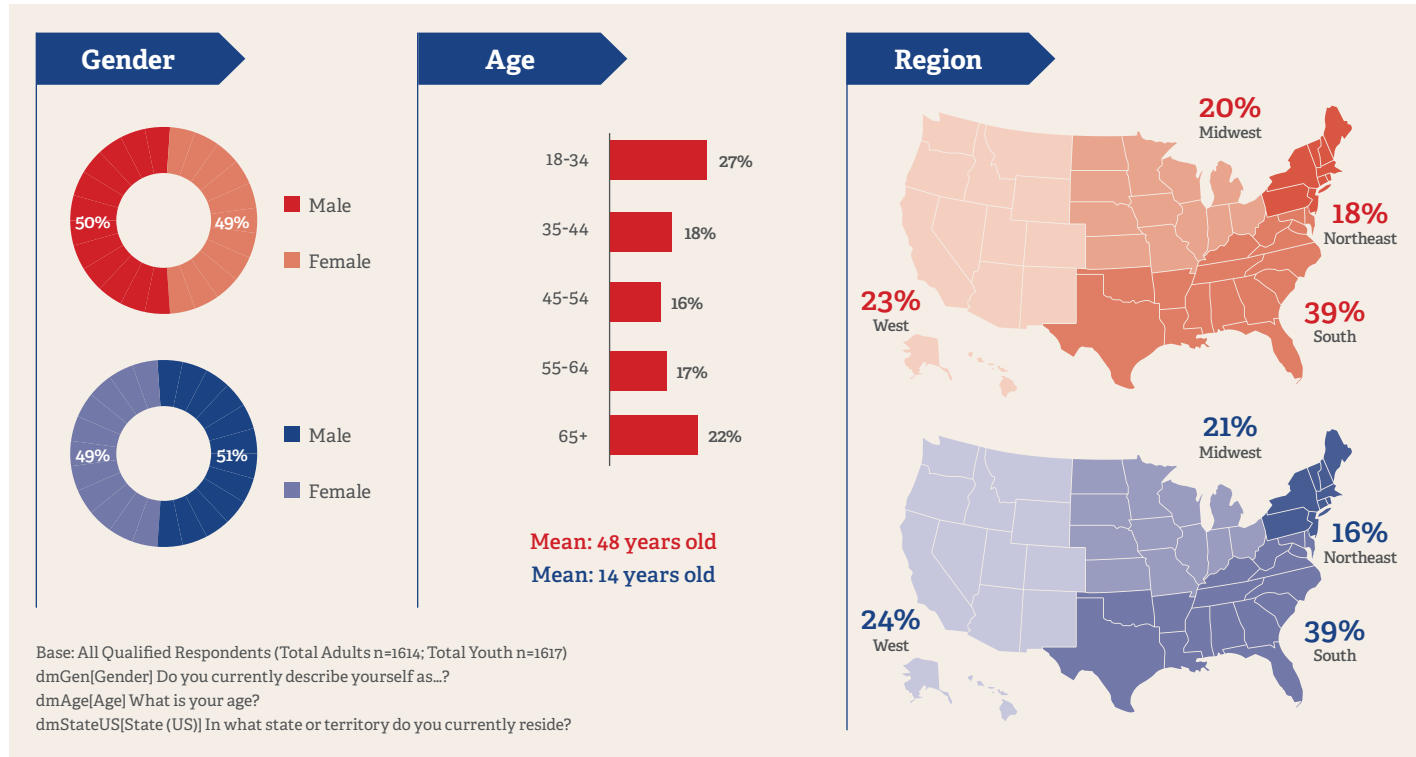 Gender
50%
49%
Male
Female
49%
51%
Male
Female
Age
18-34
27%
35-44
18%
45-54
16%
55-64
17%
65+
22%
Mean: 48 years old
Mean: 14 years old
Region
20%
Midwest
18%
Northeast
23%
West
39%
South
21%
Midwest
16%
Northeast
24%
West
39%
South
Base: All Qualified Respondents (Total Adults n=1614; Total Youth n=1617)
dmGen[Gender] Do you currently describe yourself as…?
dmAge[Age] What is your age?
dmStateUS[State (US)] In what state or territory do you currently reside?